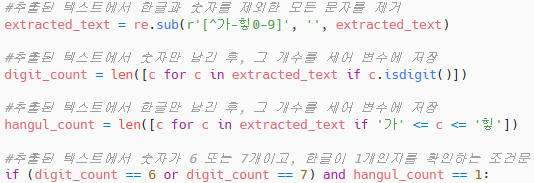 #추출된 텍스트에서 한글과 숫자를 제외한 모든 문자를 제거
extracted_text = re.sub(r'[^가-힣0-9]', '', extracted_text)
#추출된 텍스트에서 숫자만 남긴 후, 그 개수를 세어 변수에 저장
digit_count = len([c for c in extracted_text if c.isdigit()])
#추출된 텍스트에서 한글만 남긴 후, 그 개수를 세어 변수에 저장
hangul_count = len([c for c in extracted_text if '가' <= c <= '힣'])
#추출된 텍스트에서 숫자가 6 또는 7개이고, 한글이 1개인지를 확인하는 조건문
if (digit_count == 6 or digit_count == 7) and hangul_count == 1: